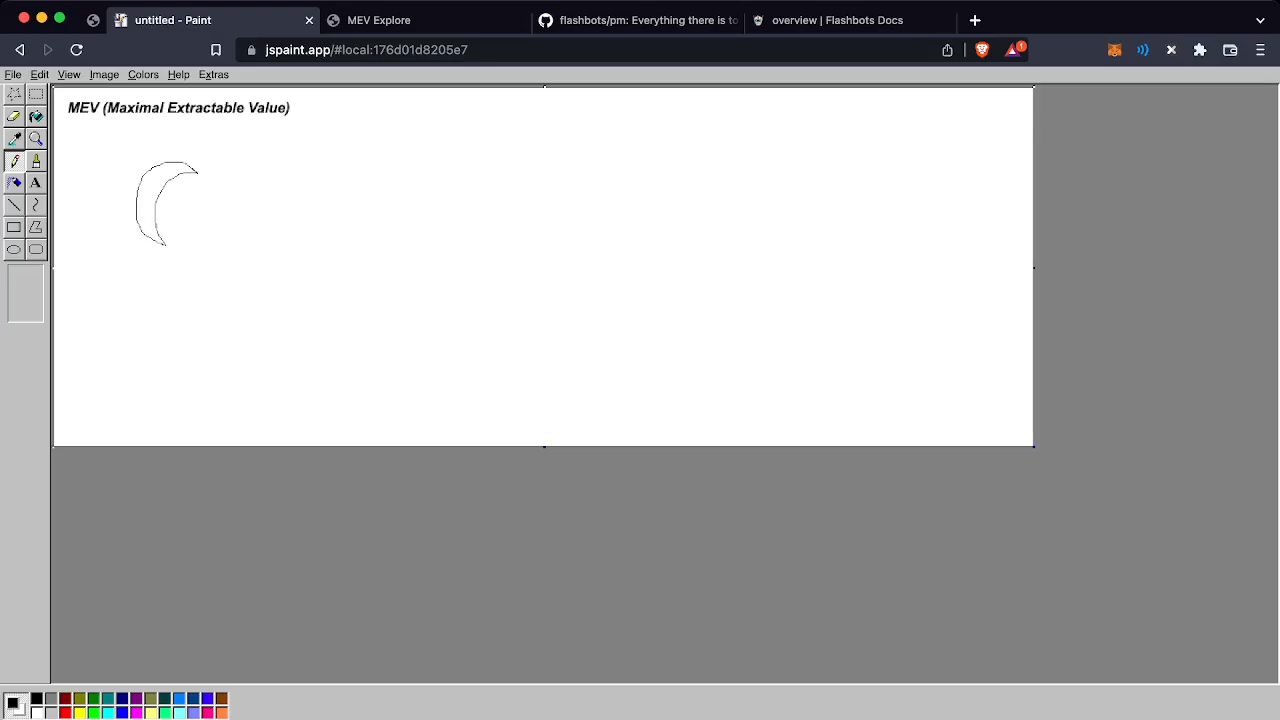 untitled - Paint
MEV Explore
flashbots/pm: Everything there is to
overview | Flashbots Docs
jspaint.app/#local:176d01d8205e7
1
File Edit View Image Colors Help Extras
MEV (Maximal Extractable Value)
A